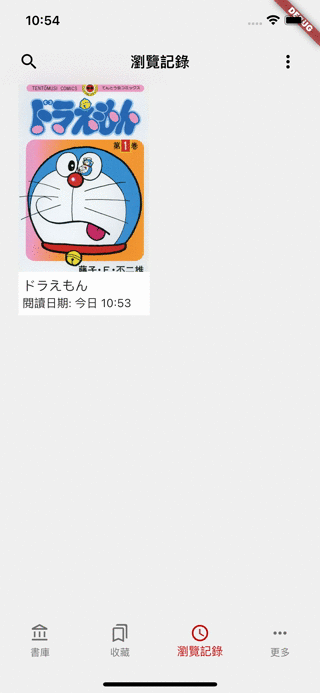 10:54
DEBUG
瀏覽記錄
TENTOMUSHI COMICS
てんとう虫コミックス
ドラえもん
第1巻
藤子・F・不二雄
ドラえもん
閱讀日期: 今日 10:53
書庫
收藏
瀏覽記錄
更多